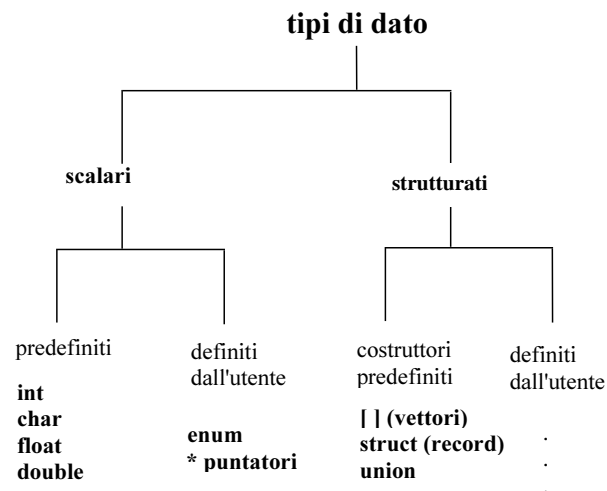 tipi di dato
scalari
strutturati
predefiniti
int
char
float
double
definiti
dall'utente
enum
* puntatori
costruttori
predefiniti
[ ] (vettori)
struct (record)
union
definiti
dall'utente
.
.
.